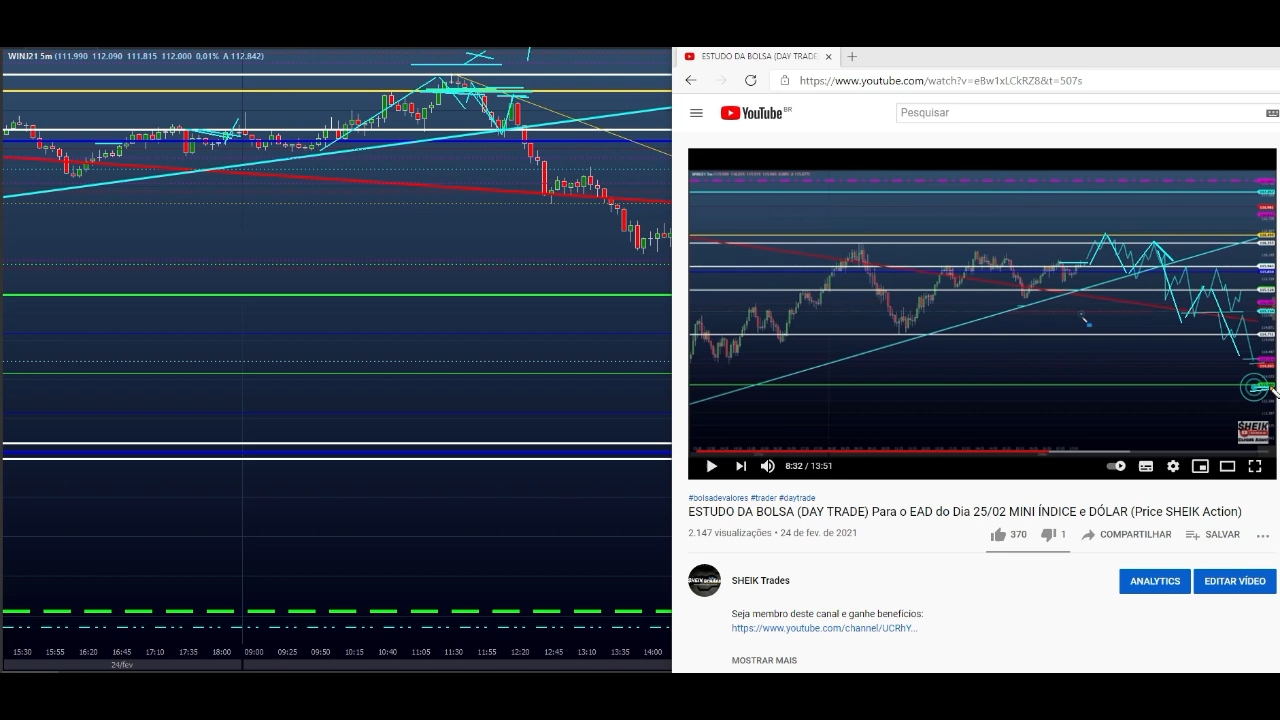 WINJ21 5m (111.990 112.090 111.815 112.000 0,01% A 112.842)
15:30 15:55 16:20 16:45 17:10 17:35 18:00 09:00 09:25 09:50 10:15 10:40 11:05 11:30 11:55 12:20 12:45 13:10 13:35 14:00
24/fev
ESTUDO DA BOLSA (DAY TRADE
https://www.youtube.com/watch?v=eBw1xLCkRZ8&t=507s
YouTube BR
Pesquisar
SHEIK
8:32 / 13:51
#bolsadevalores #trader #daytrade
ESTUDO DA BOLSA (DAY TRADE) Para o EAD do Dia 25/02 MINI ÍNDICE e DÓLAR (Price SHEIK Action)
2.147 visualizações • 24 de fev. de 2021
370 1 COMPARTILHAR SALVAR
SHEIK Trades
ANALYTICS
EDITAR VÍDEO
Seja membro deste canal e ganhe benefícios:
https://www.youtube.com/channel/UCRhY...
MOSTRAR MAIS